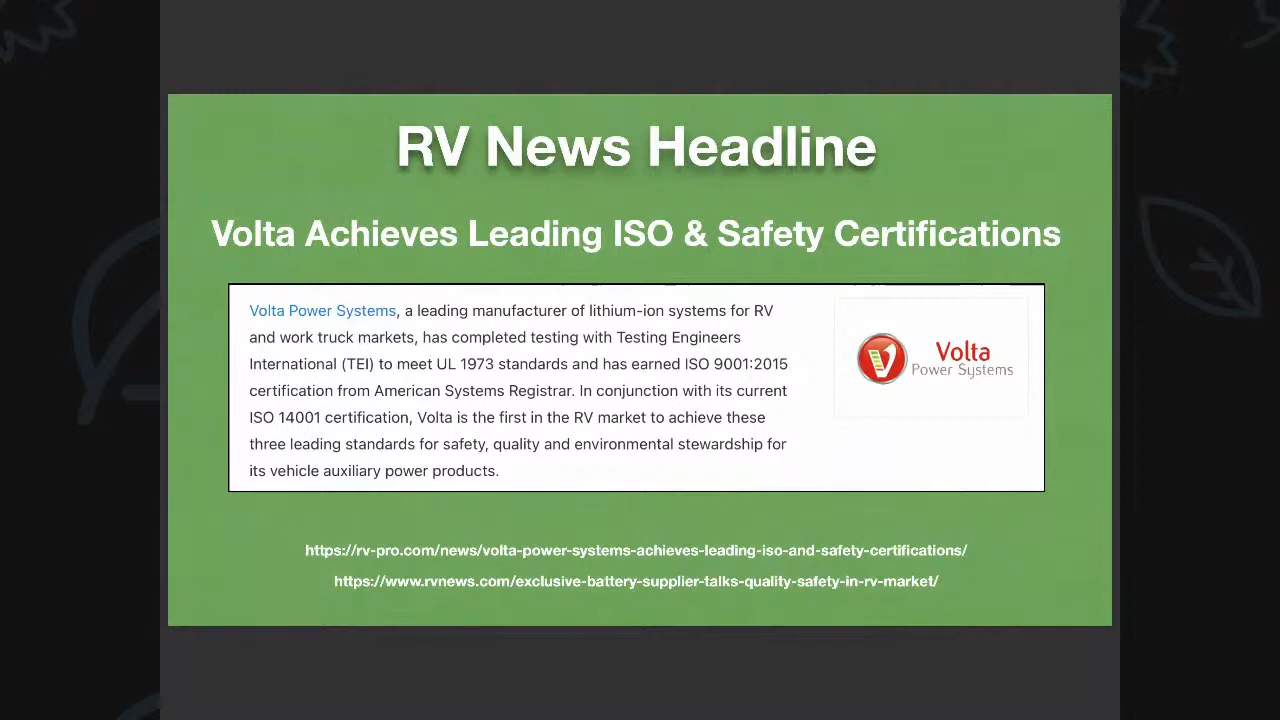 RV News Headline
Volta Achieves Leading ISO & Safety Certifications
Volta Power Systems, a leading manufacturer of lithium-ion systems for RV
and work truck markets, has completed testing with Testing Engineers
International (TEI) to meet UL 1973 standards and has earned ISO 9001:2015
certification from American Systems Registrar. In conjunction with its current
ISO 14001 certification, Volta is the first in the RV market to achieve these
three leading standards for safety, quality and environmental stewardship for
its vehicle auxiliary power products.
Volta
Power Systems
https://rv-pro.com/news/volta-power-systems-achieves-leading-iso-and-safety-certifications/
https://www.rvnews.com/exclusive-battery-supplier-talks-quality-safety-in-rv-market/